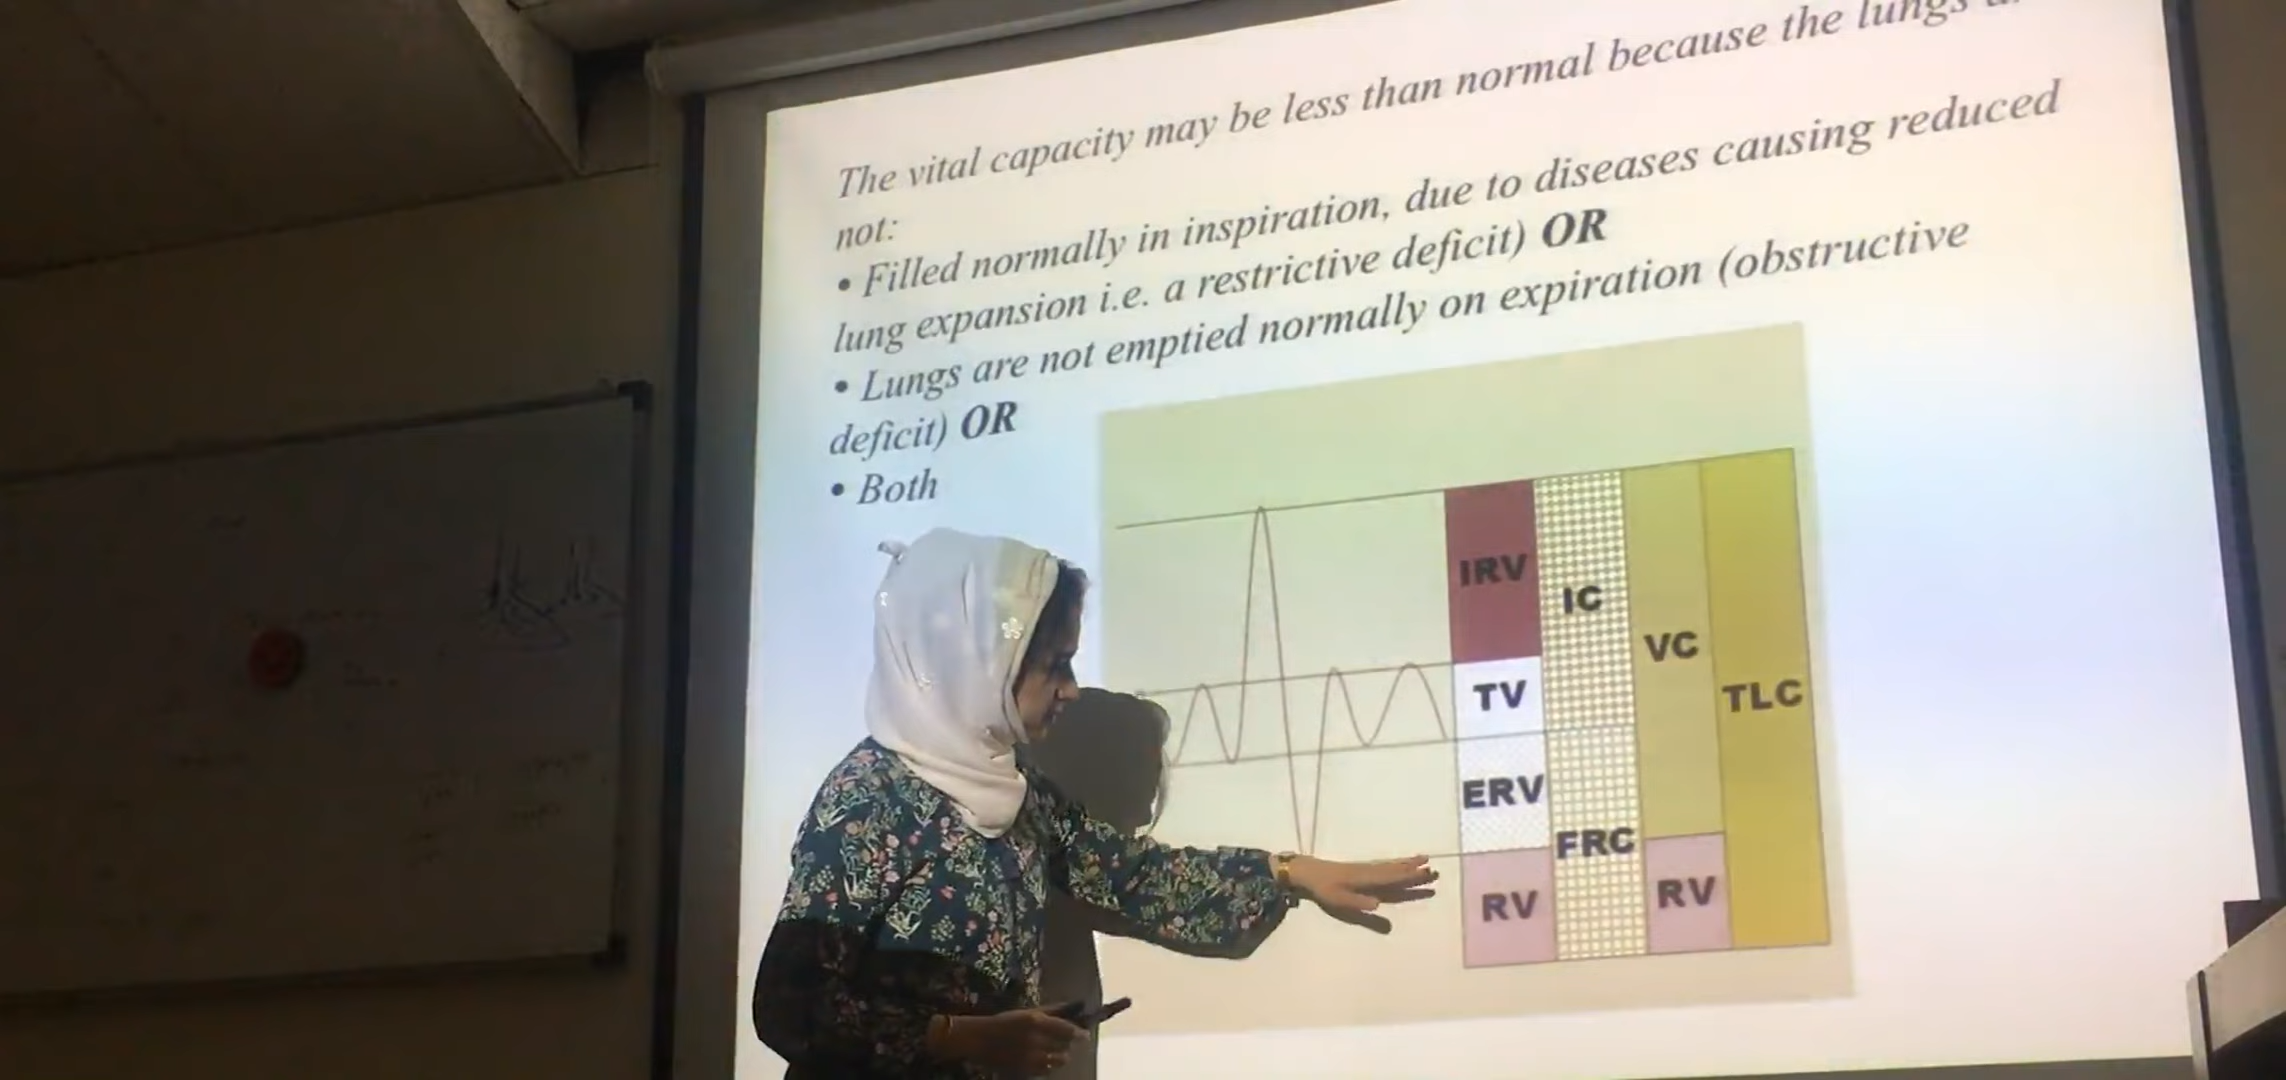 The vital capacity may be less than normal because the lungs
not:
• Filled normally in inspiration, due to diseases causing reduced
lung expansion i.e. a restrictive deficit) OR
• Lungs are not emptied normally on expiration (obstructive
deficit) OR
• Both
IRV
IC
VC
TV
TLC
ERV
FRC
RV
RV